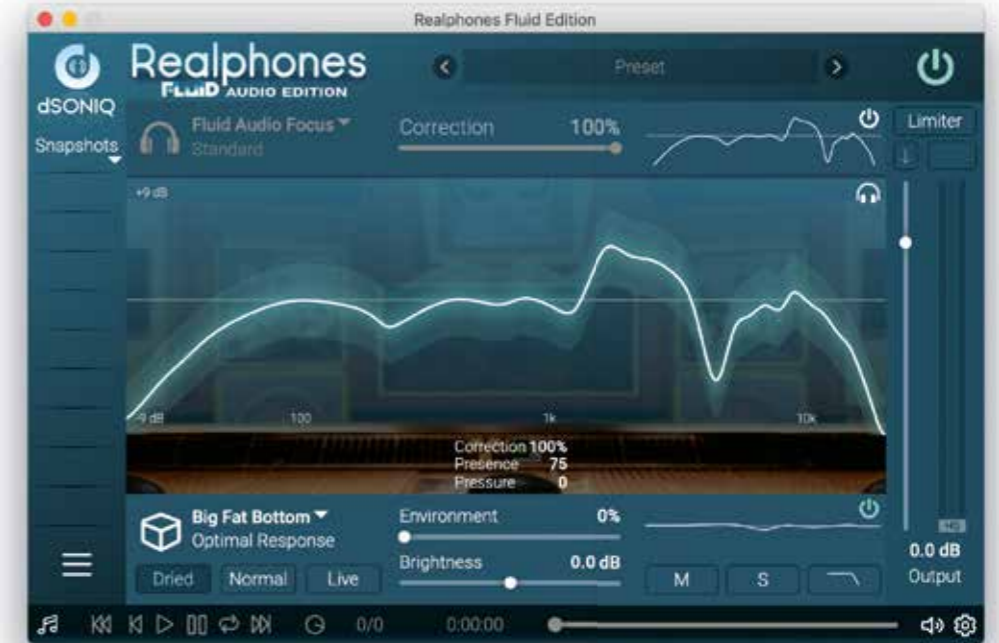 Realphones Fluid Edition
dSONIQ
Realphones
FLUID AUDIO EDITION
Preset
Snapshots
Fluid Audio Focus
Standard
Correction 100%
Limiter
+9 dB
-9 dB 100 1k 10k
Correction 100%
Presence 75
Pressure 0
Big Fat Bottom
Optimal Response
Dried Normal Live
Environment 0%
Brightness 0.0 dB
M S
HQ
0.0 dB
Output
0/0 0:00:00